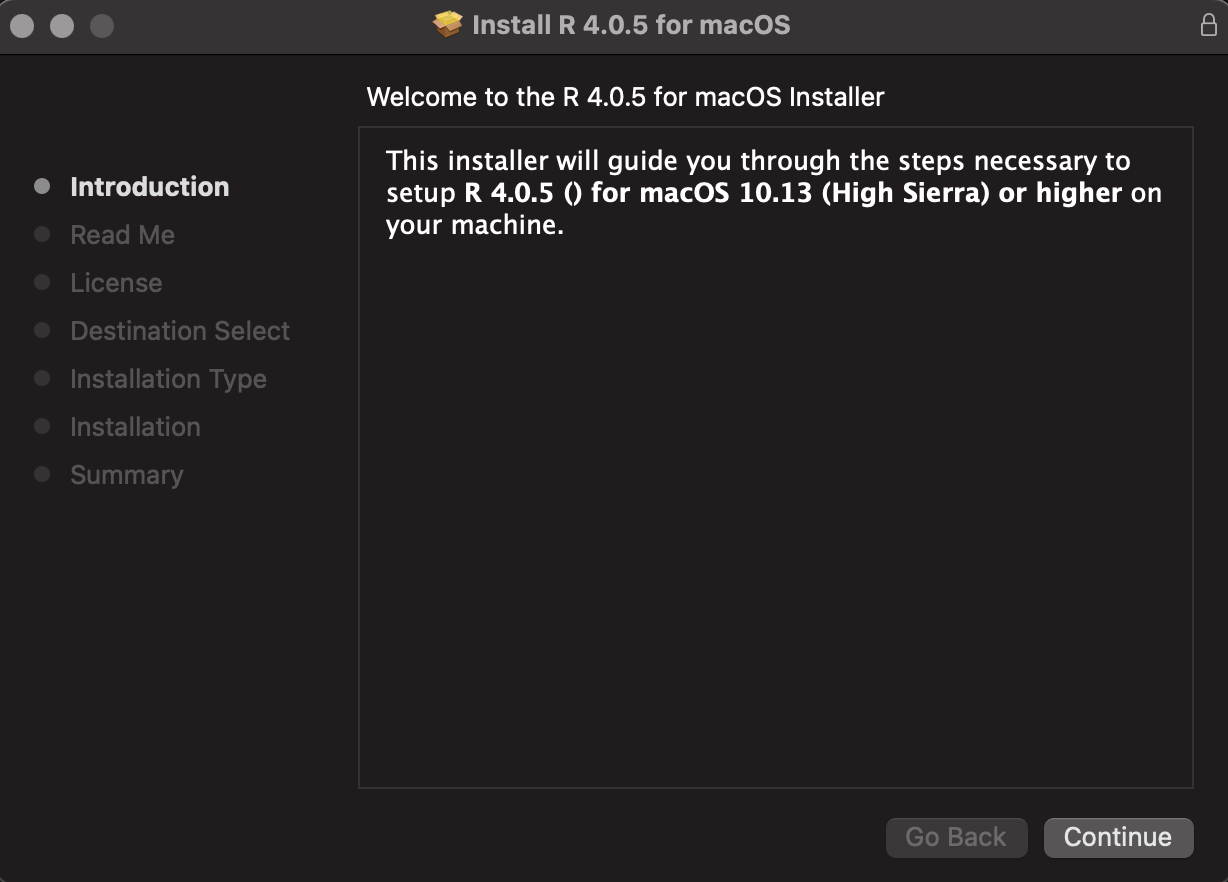 Install R 4.0.5 for macOS
Welcome to the R 4.0.5 for macOS Installer
Introduction
Read Me
License
Destination Select
Installation Type
Installation
Summary
This installer will guide you through the steps necessary to
setup R 4.0.5 () for macOS 10.13 (High Sierra) or higher on
your machine.
Go Back
Continue